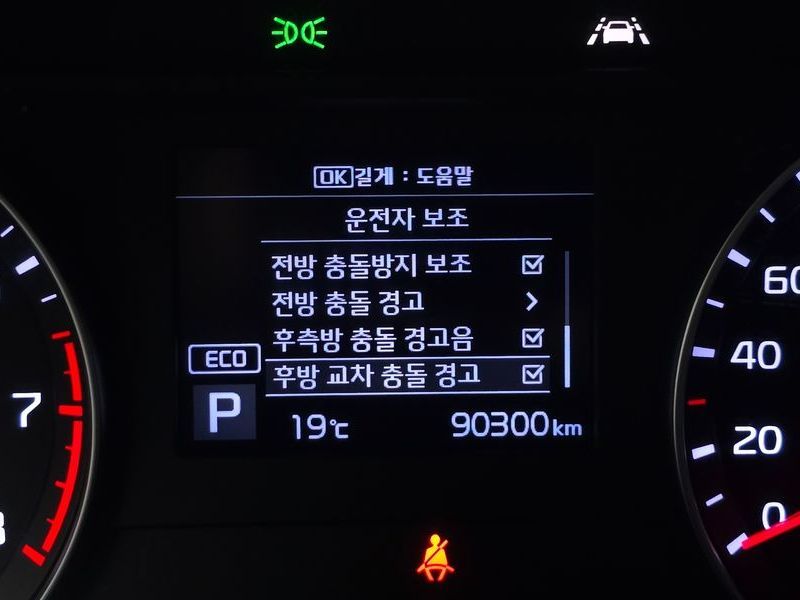 OK길게 : 도움말
운전자 보조
전방 충돌방지 보조
전방 충돌 경고
후측방 충돌 경고음
후방 교차 충돌 경고
ECO
P
19℃ 90300km
7
8
60
40
20
0